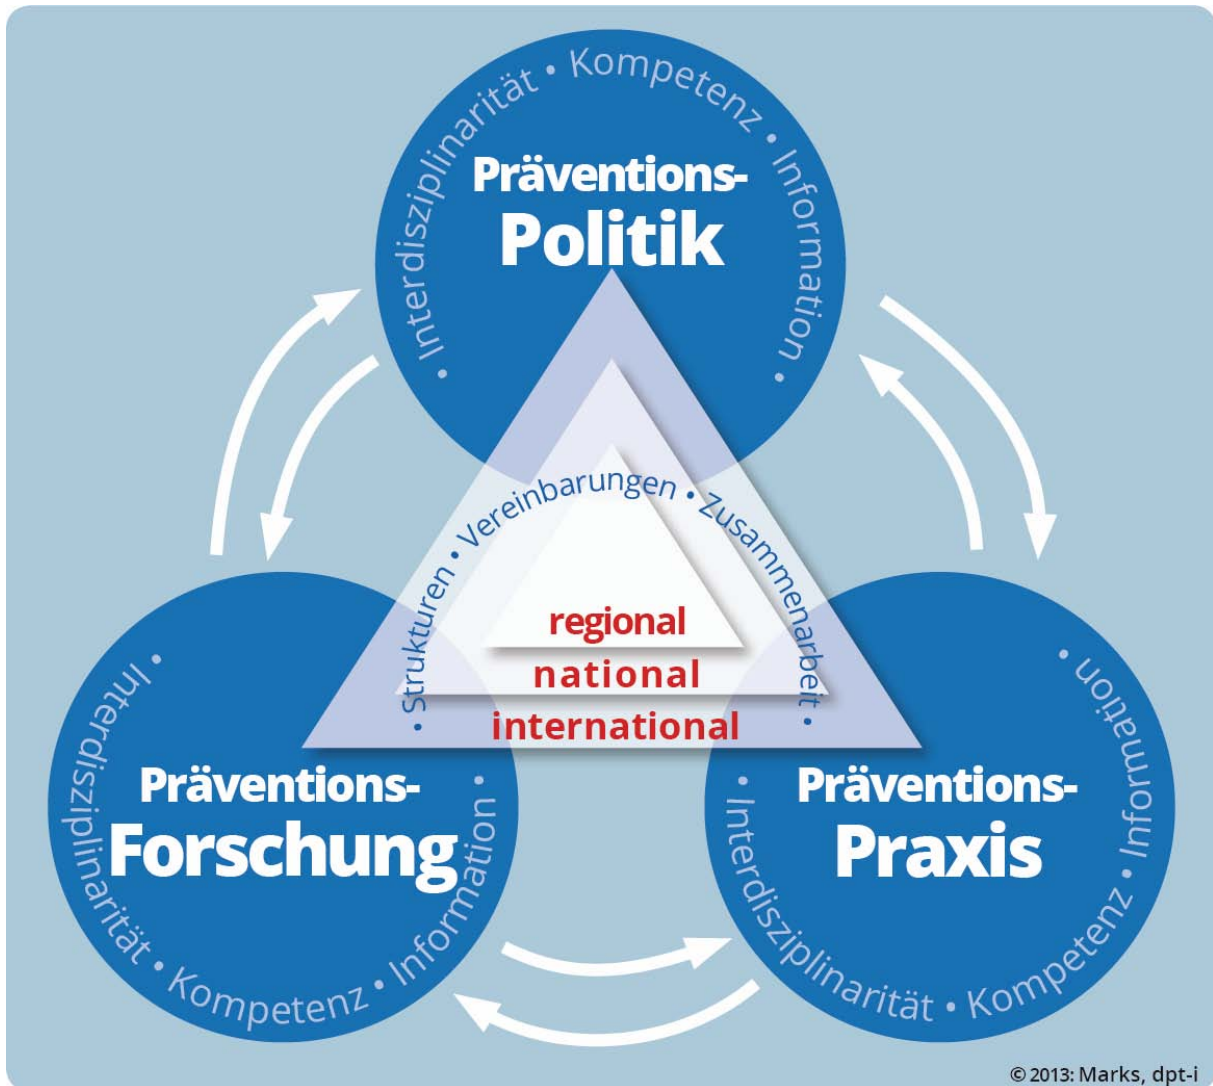 • Interdisziplinarität • Kompetenz • Information •
Präventions-
Politik
• Strukturen • Vereinbarungen • Zusammenarbeit •
regional
national
international
• Interdisziplinarität • Kompetenz • Information •
Präventions-
Forschung
• Interdisziplinarität • Kompetenz • Information •
Präventions-
Praxis
© 2013: Marks, dpt-i